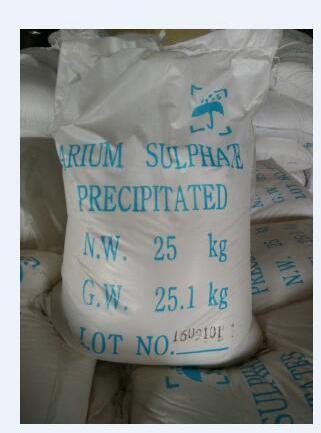 ARIUM SULPHATE
PRECIPITATED
N.W. 25 kg
G.W. 25.1 kg
LOT NO.